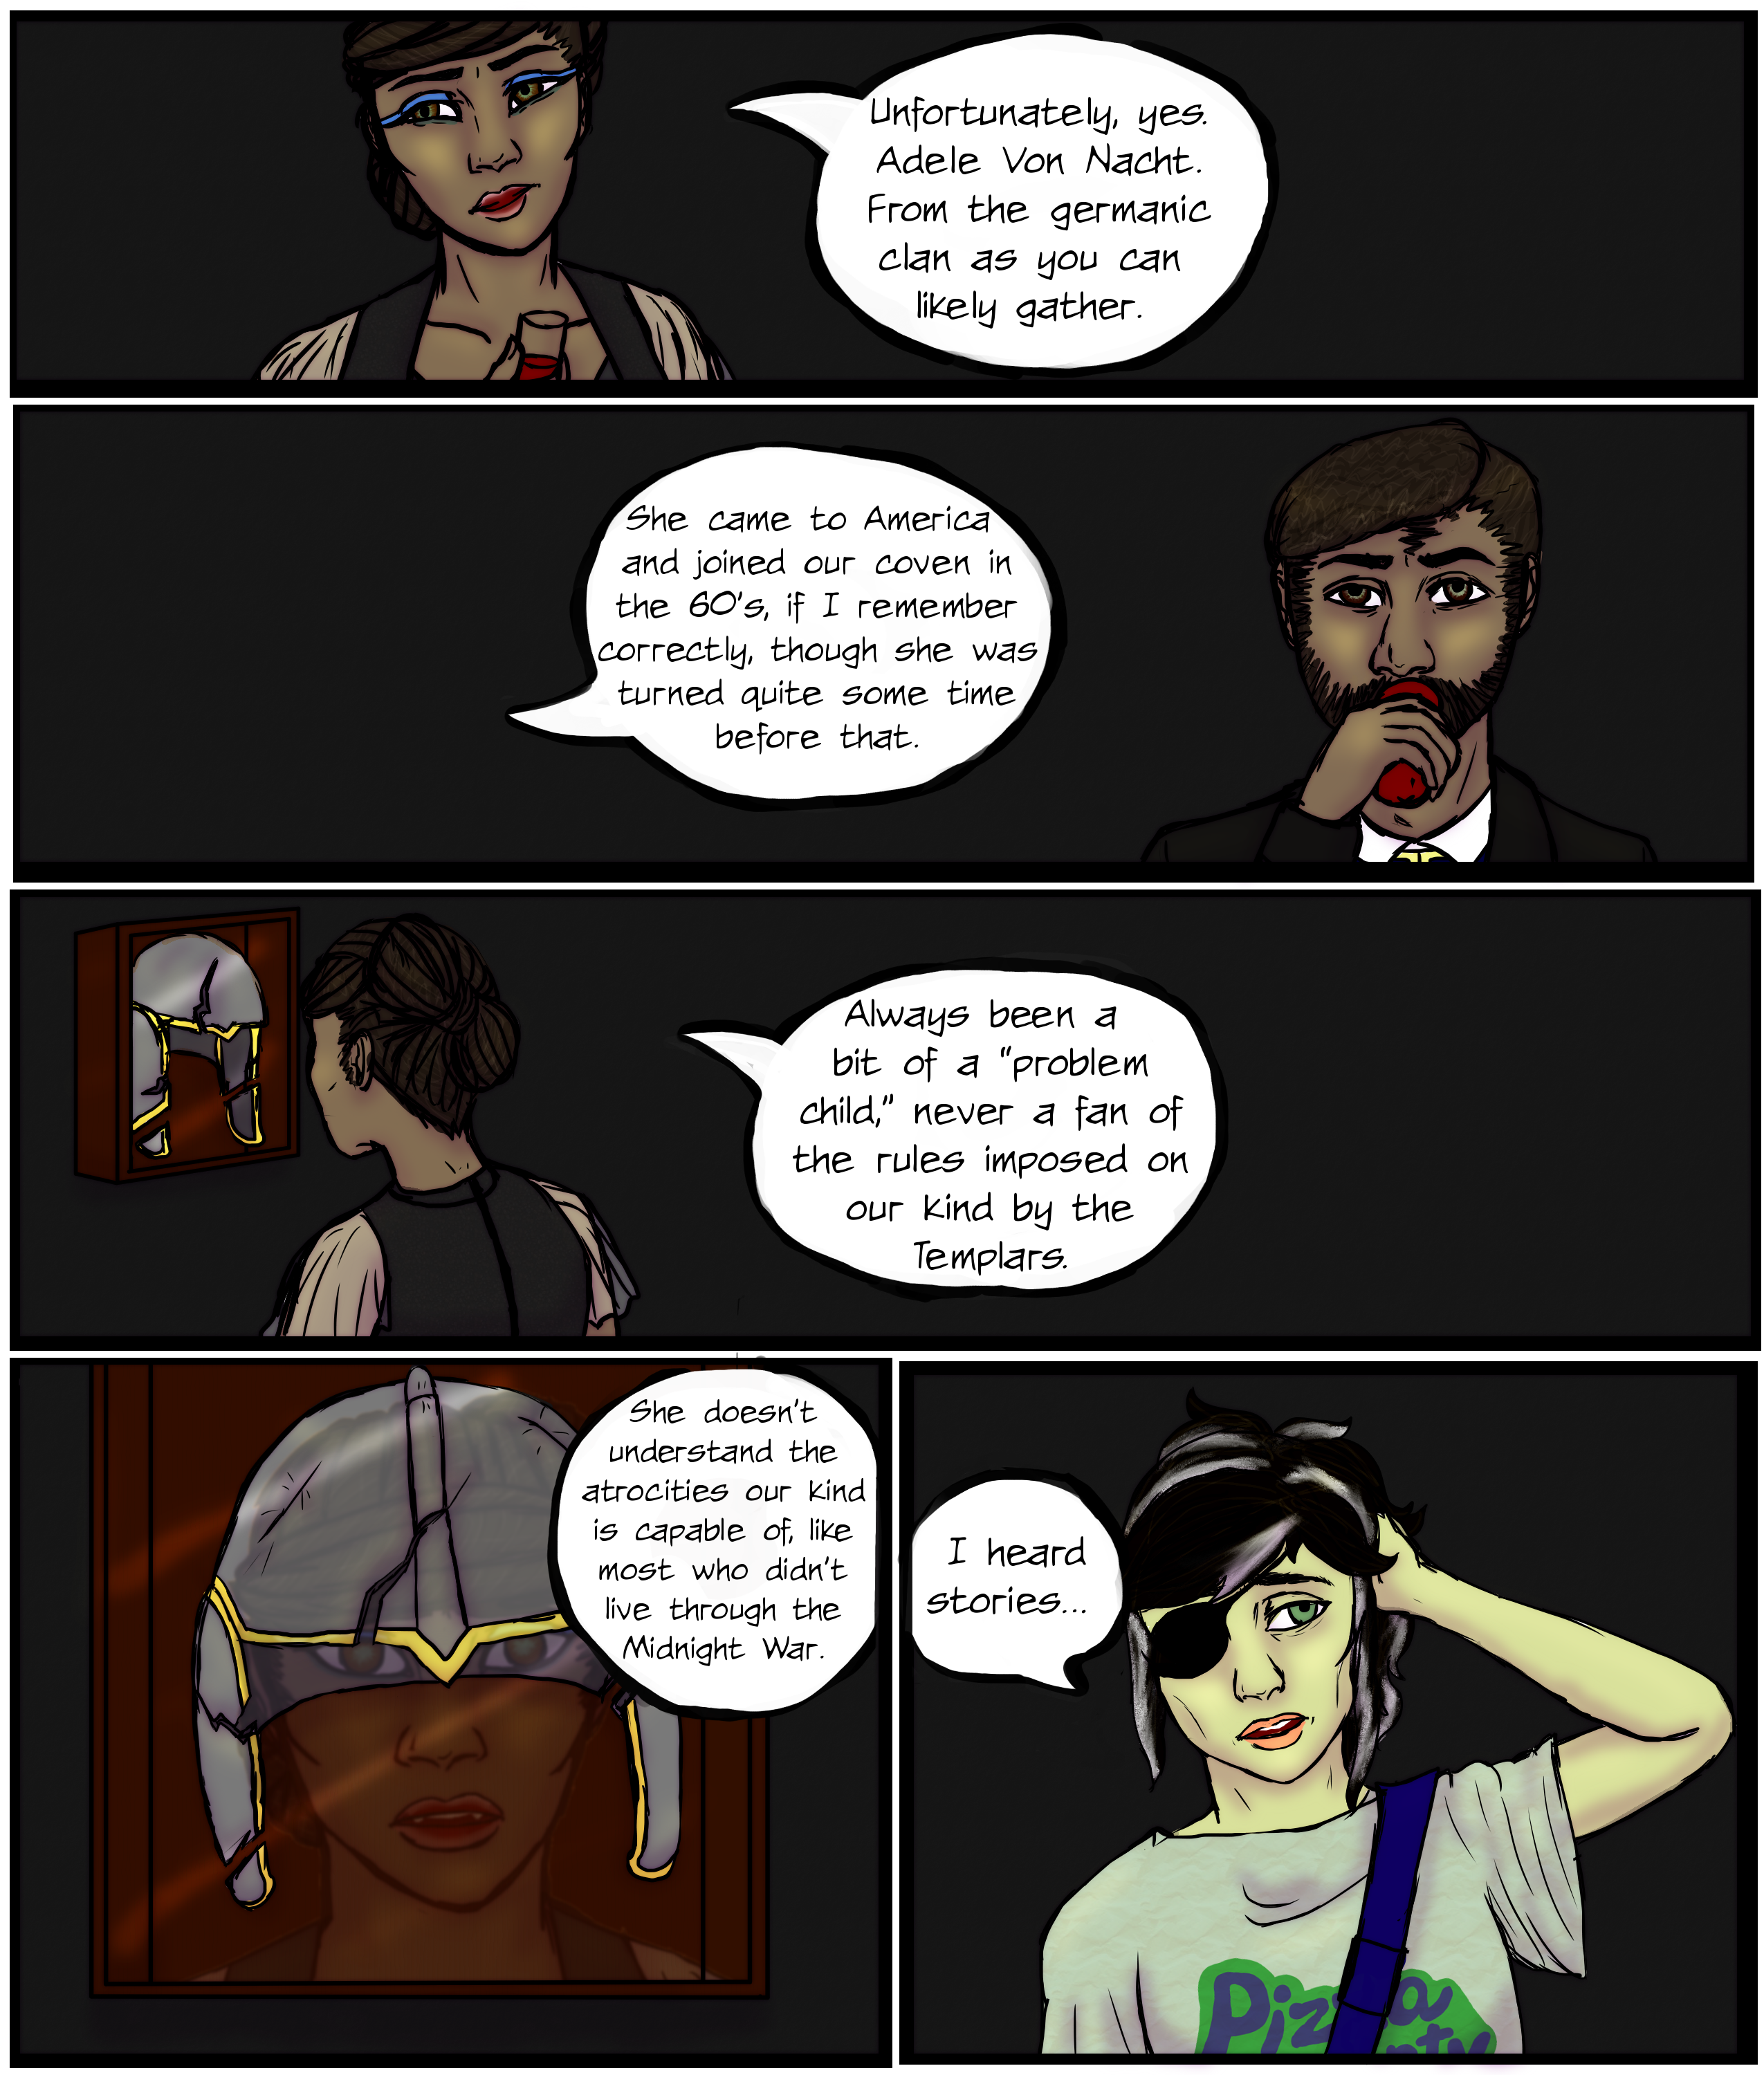 Unfortunately, yes.
Adele Von Nacht.
From the germanic
clan as you can
likely gather.
She came to America
and joined our coven in
the 60's, if I remember
correctly, though she was
turned quite some time
before that.
Always been a
bit of a "problem
child," never a fan of
the rules imposed on
our kind by the
Templars.
She doesn't
understand the
atrocities our kind
is capable of, like
most who didn't
live through the
Midnight War.
I heard
stories...
Pizza